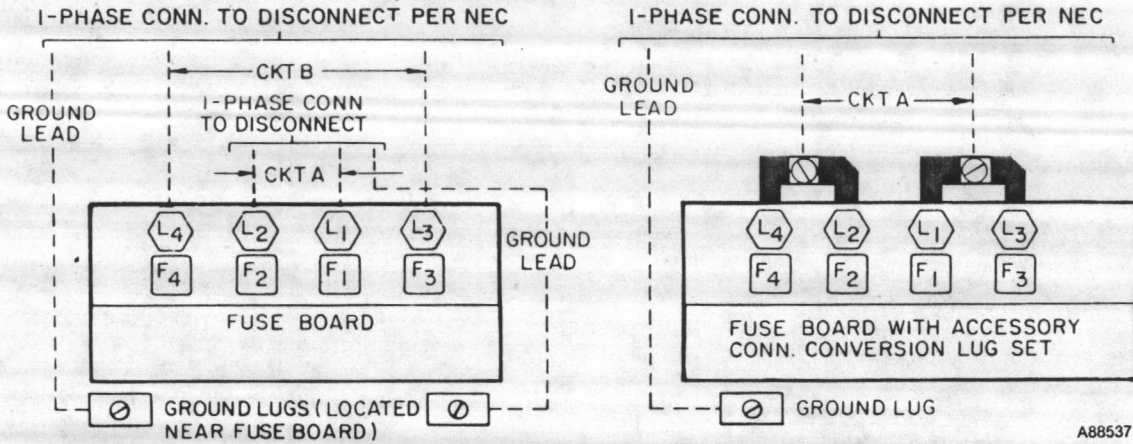 1-PHASE CONN. TO DISCONNECT PER NEC
CKT B
1-PHASE CONN
TO DISCONNECT
GROUND
LEAD
CKT A
L4 L2 L1 L3
F4 F2 F1 F3
GROUND
LEAD
FUSE BOARD
GROUND LUGS (LOCATED
NEAR FUSE BOARD)
1-PHASE CONN. TO DISCONNECT PER NEC
GROUND
LEAD
CKT A
L4 L2 L1 L3
F4 F2 F1 F3
FUSE BOARD WITH ACCESSORY
CONN. CONVERSION LUG SET
GROUND LUG
A88537